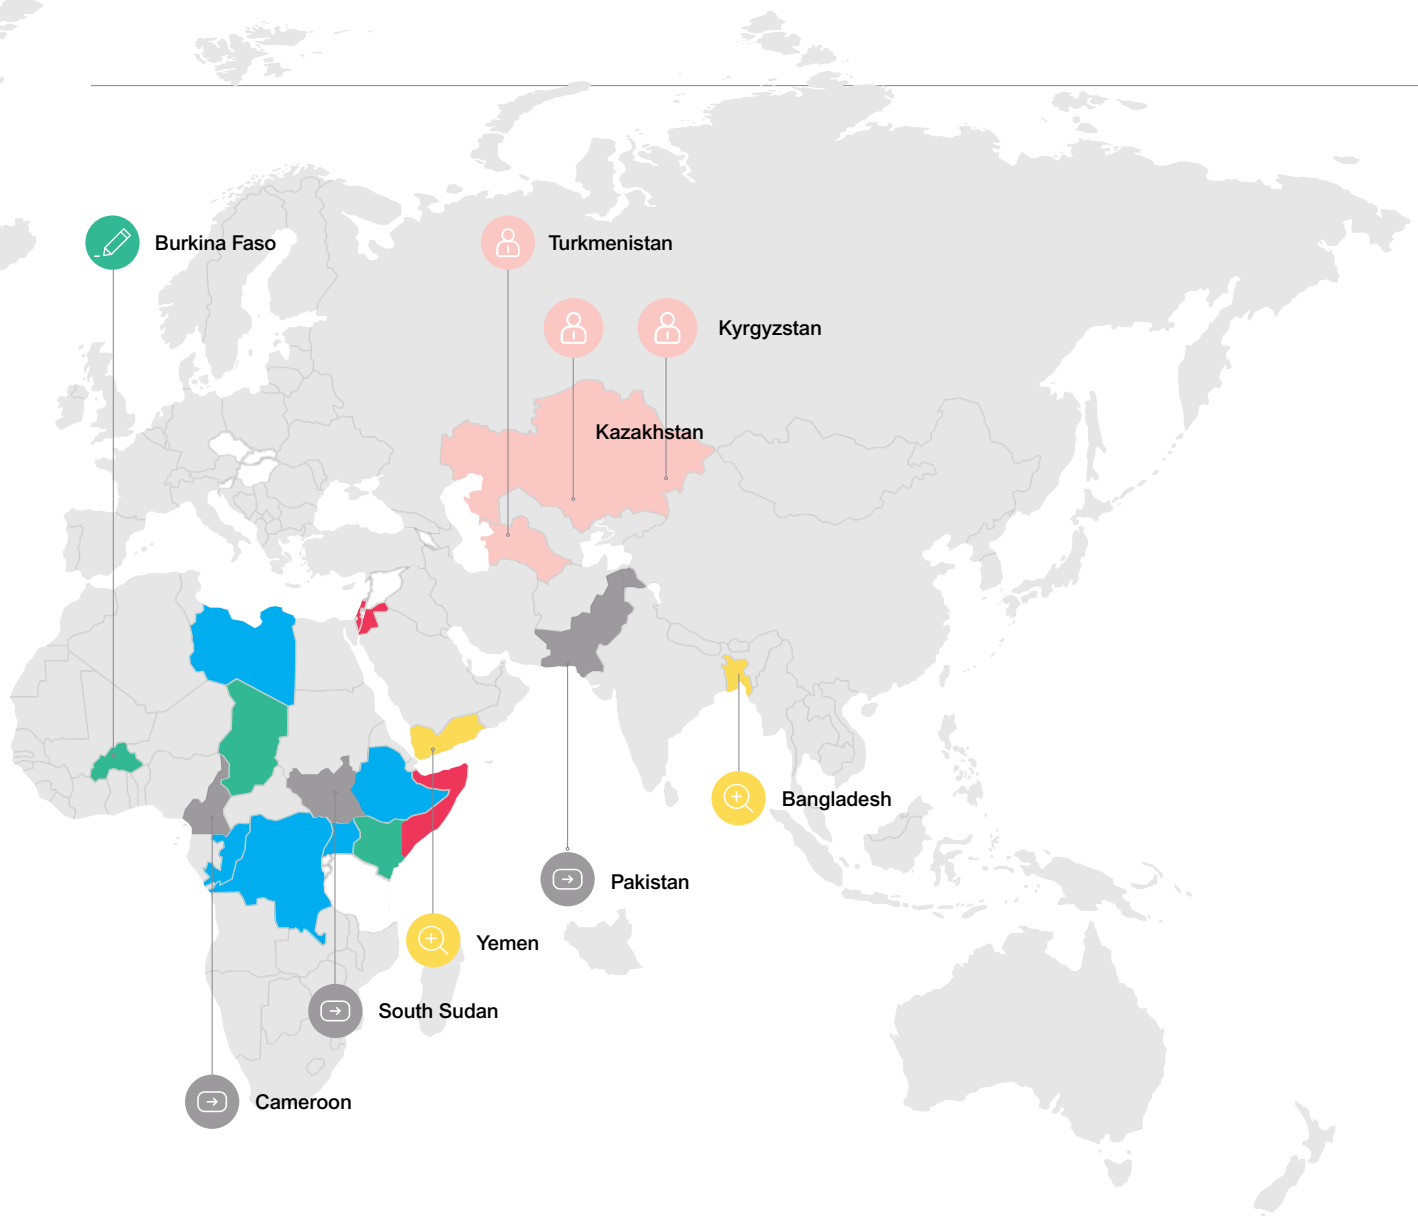 Burkina Faso
Turkmenistan
Kyrgyzstan
Kazakhstan
Bangladesh
Pakistan
Yemen
South Sudan
Cameroon